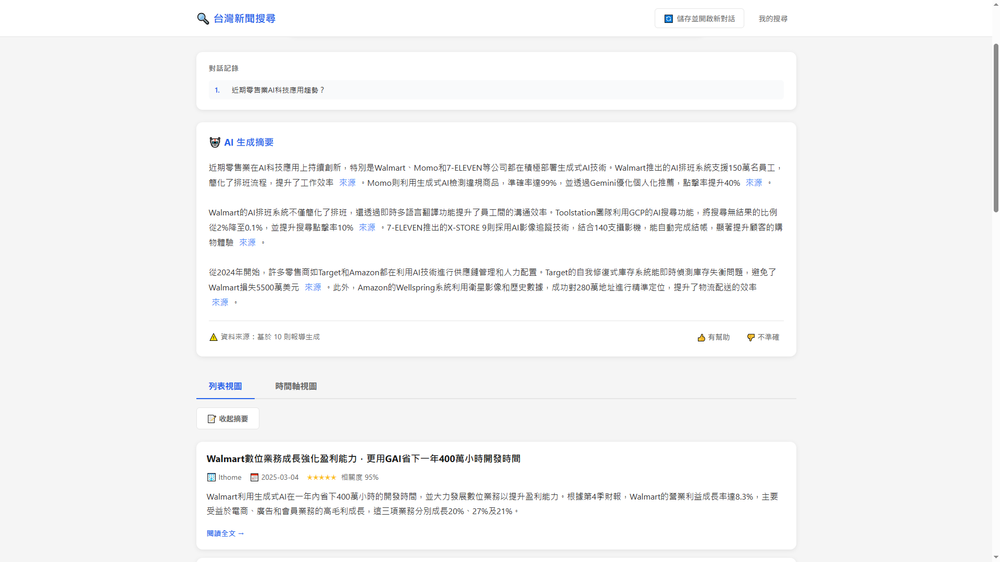 台灣新聞搜尋
儲存並開啟新對話
我的搜尋
對話記錄
1. 近期零售業AI科技應用趨勢？
AI 生成摘要
近期零售業在AI科技應用上持續創新，特別是Walmart、Momo和7-ELEVEN等公司都在積極部署生成式AI技術。Walmart推出的AI排班系統支援150萬名員工，
簡化了排班流程，提升了工作效率 來源 。Momo則利用生成式AI檢測違規商品，準確率達99%，並透過Gemini優化個人化推薦，點擊率提升40% 來源 。
Walmart的AI排班系統不僅簡化了排班，還透過即時多語言翻譯功能提升了員工間的溝通效率。Toolstation團隊利用GCP的AI搜尋功能，將搜尋無結果的比例
從2%降至0.1%，並提升搜尋點擊率10% 來源 。7-ELEVEN推出的X-STORE 9則採用AI影像追蹤技術，結合140支攝影機，能自動完成結帳，顯著提升顧客的購
物體驗 來源 。
從2024年開始，許多零售商如Target和Amazon都在利用AI技術進行供應鏈管理和人力配置。Target的自我修復式庫存系統能即時偵測庫存失衡問題，避免了
Walmart損失5500萬美元 來源 。此外，Amazon的Wellspring系統利用衛星影像和歷史數據，成功對280萬地址進行精準定位，提升了物流配送的效率
來源 。
資料來源：基於 10 則報導生成
有幫助
不準確
列表視圖
時間軸視圖
收起摘要
Walmart數位業務成長強化盈利能力，更用GAI省下一年400萬小時開發時間
Ithome 2025-03-04 ★★★★★ 相關度 95%
Walmart利用生成式AI在一年內省下400萬小時的開發時間，並大力發展數位業務以提升盈利能力。根據第4季財報，Walmart的營業利益成長率達8.3%，主要
受益於電商、廣告和會員業務的高毛利成長，這三項業務分別成長20%、27%及21%。
閱讀全文 →